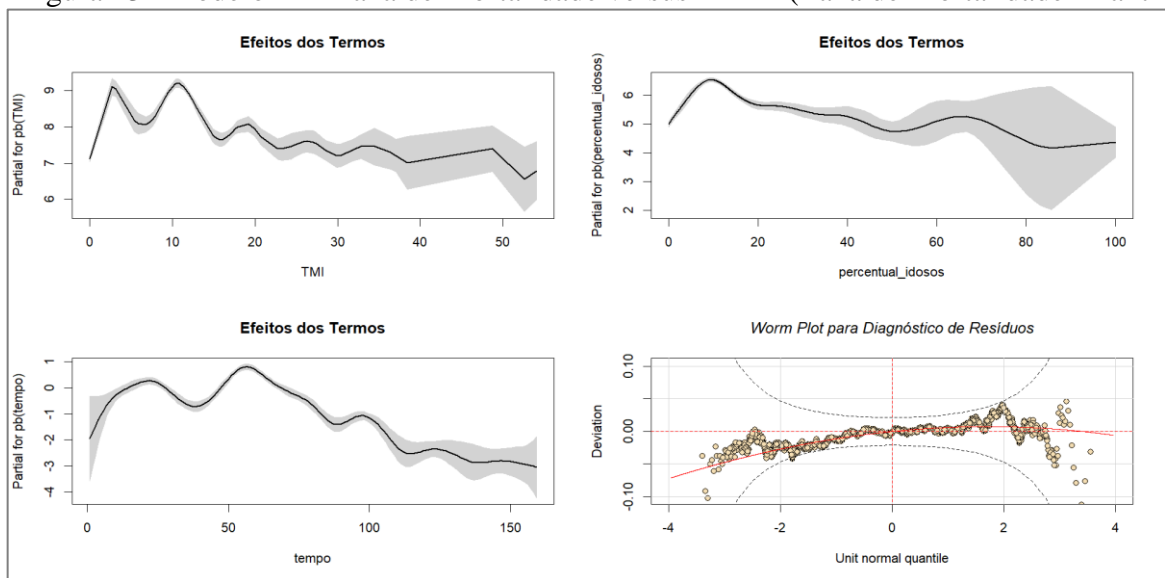 Efeitos dos Termos
Partial for pb(TMI)
9
8
7
6
0 10 20 30 40 50
TMI
Efeitos dos Termos
Partial for pb(percentual_idosos)
6
5
4
3
2
0 20 40 60 80 100
percentual_idosos
Efeitos dos Termos
Partial for pb(tempo)
1
0
-1
-2
-3
-4
0 50 100 150
tempo
Worm Plot para Diagnóstico de Resíduos
Deviation
0.10
0.00
-0.10
-4 -2 0 2 4
Unit normal quantile